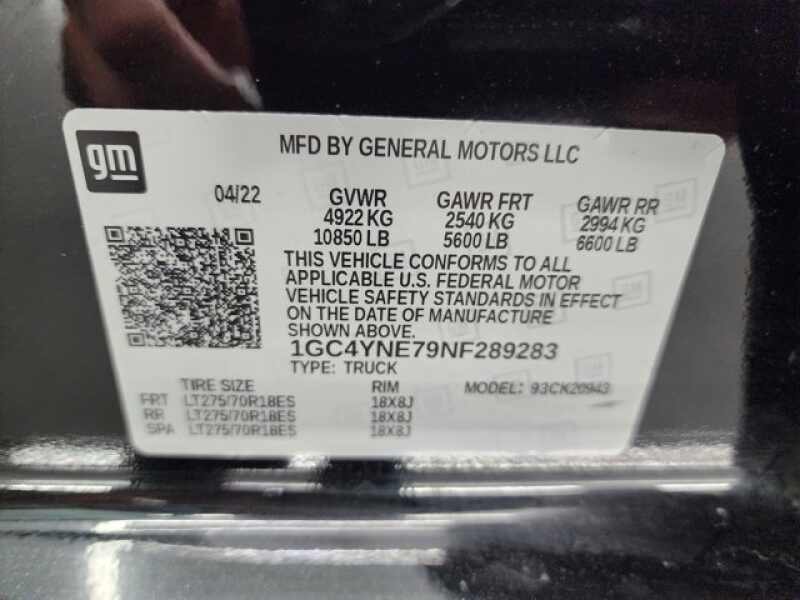 gm
MFD BY GENERAL MOTORS LLC
04/22 GVWR GAWR FRT GAWR RR
4922 KG 2540 KG 2994 KG
10850 LB 5600 LB 6600 LB
THIS VEHICLE CONFORMS TO ALL
APPLICABLE U.S. FEDERAL MOTOR
VEHICLE SAFETY STANDARDS IN EFFECT
ON THE DATE OF MANUFACTURE
SHOWN ABOVE.
1GC4YNE79NF289283
TYPE: TRUCK
TIRE SIZE RIM MODEL: 93CK20943
FRT LT275/70R18ES 18X8J
RR LT275/70R18ES 18X8J
SPA LT275/70R18ES 18X8J